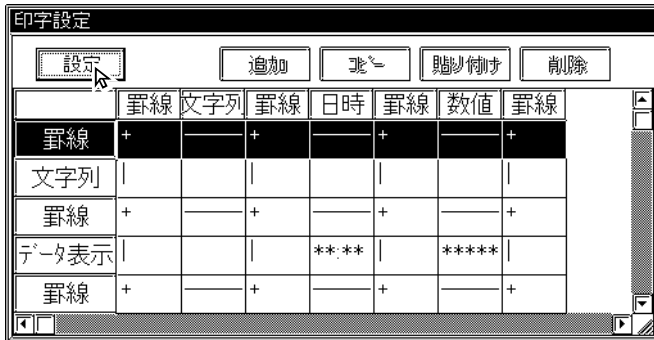 印字設定
設定 追加 コピー 貼り付け 削除
罫線 文字列 罫線 日時 罫線 数値 罫線
罫線 + ─── + ─── + ─── +
文字列 | | | |
罫線 + ─── + ─── + ─── +
データ表示 | | **:** | ***** |
罫線 + ─── + ─── + ─── +